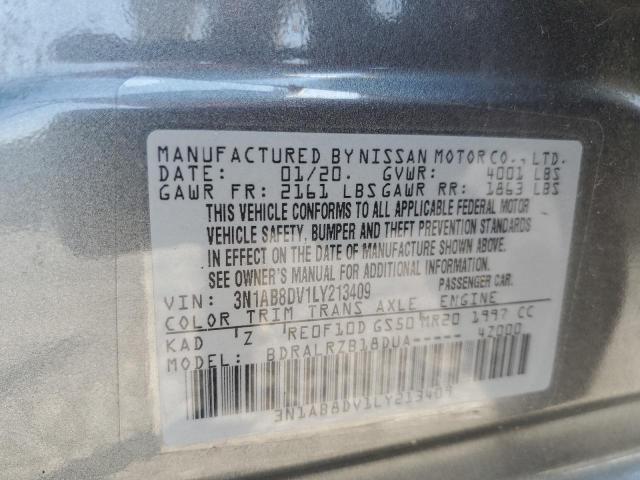 MANUFACTURED BY NISSAN MOTOR CO., LTD.
DATE: 01/20. GVWR: 4001 LBS
GAWR FR: 2161 LBS GAWR RR: 1863 LBS
THIS VEHICLE CONFORMS TO ALL APPLICABLE FEDERAL MOTOR
VEHICLE SAFETY, BUMPER AND THEFT PREVENTION STANDARDS
IN EFFECT ON THE DATE OF MANUFACTURE SHOWN ABOVE.
SEE OWNER'S MANUAL FOR ADDITIONAL INFORMATION.
VIN: 3N1AB8DV1LY213409 PASSENGER CAR.
COLOR TRIM TRANS AXLE ENGINE
KAD Z RE0F10D GS50 MR20 1997 CC
MODEL: BDRALRZB18DUA----- 4Z000
3N1AB8DV1LY213409